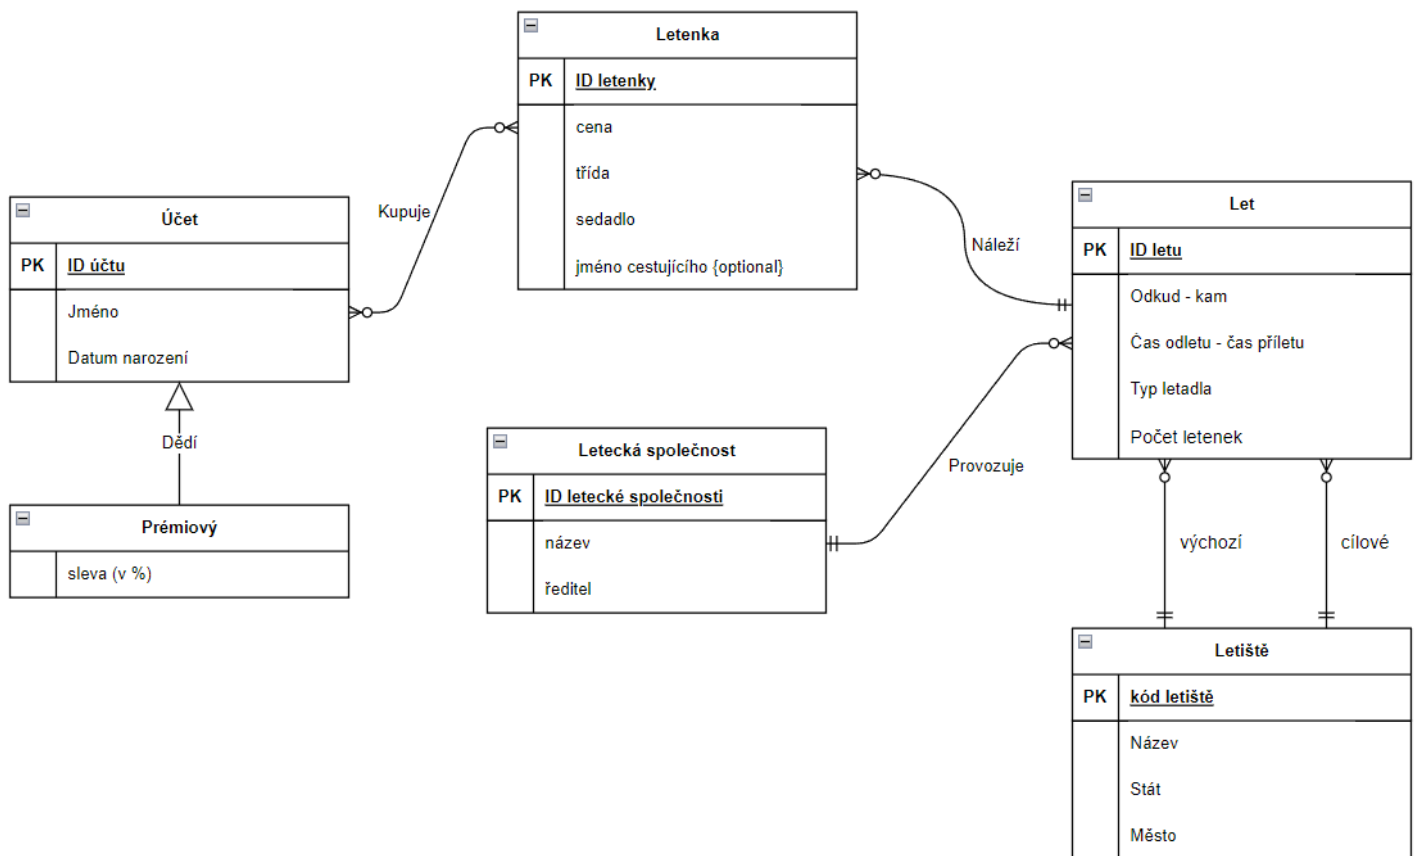 Letenka
PK ID letenky
cena
třída
sedadlo
jméno cestujícího {optional}
Kupuje
Účet
PK ID účtu
Jméno
Datum narození
Dědí
Prémiový
sleva (v %)
Náleží
Let
PK ID letu
Odkud - kam
Čas odletu - čas příletu
Typ letadla
Počet letenek
Letecká společnost
PK ID letecké společnosti
název
ředitel
Provozuje
výchozí
cílové
Letiště
PK kód letiště
Název
Stát
Město